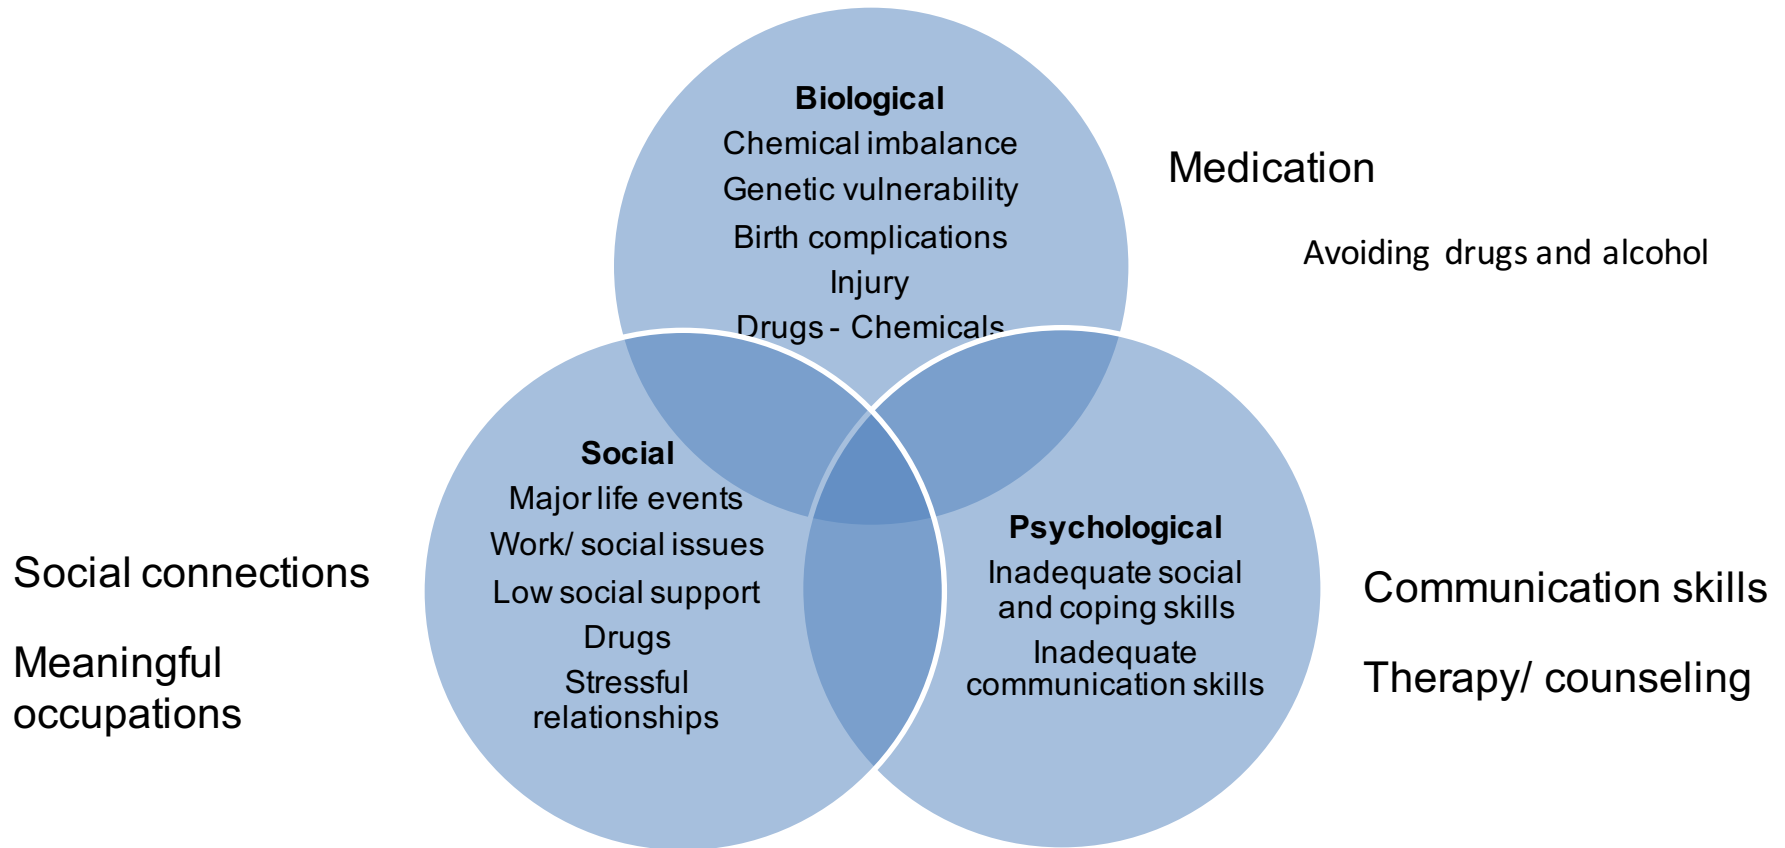 Biological
Chemical imbalance
Genetic vulnerability
Birth complications
Injury
Drugs - Chemicals
Medication
Avoiding drugs and alcohol
Social
Major life events
Work/ social issues
Low social support
Drugs
Stressful
relationships
Social connections
Meaningful
occupations
Psychological
Inadequate social
and coping skills
Inadequate
communication skills
Communication skills
Therapy/ counseling